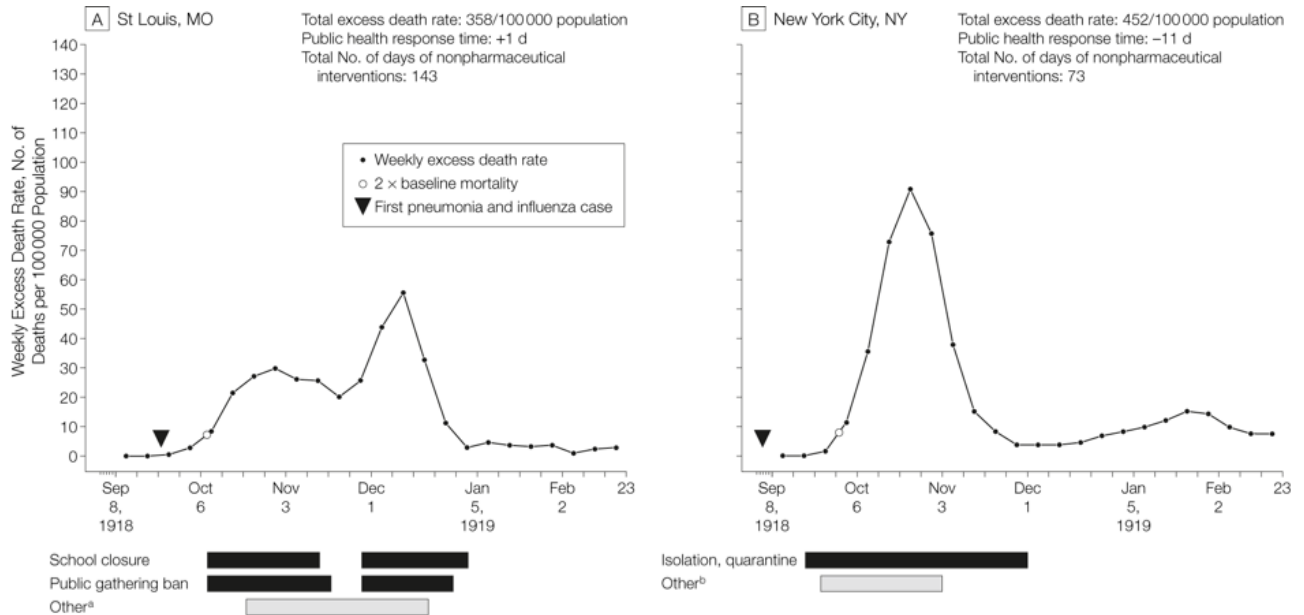 A St Louis, MO
Total excess death rate: 358/100 000 population
Public health response time: +1 d
Total No. of days of nonpharmaceutical
interventions: 143
Weekly Excess Death Rate, No. of
Deaths per 100 000 Population
140
130
120
110
100
90
80
70
60
50
40
30
20
10
0
Weekly excess death rate
2 × baseline mortality
First pneumonia and influenza case
Sep Oct Nov Dec Jan Feb 23
8, 6 3 1 5, 2
1918 1919
School closure
Public gathering ban
Otherᵃ
B New York City, NY
Total excess death rate: 452/100 000 population
Public health response time: –11 d
Total No. of days of nonpharmaceutical
interventions: 73
Sep Oct Nov Dec Jan Feb 23
8, 6 3 1 5, 2
1918 1919
Isolation, quarantine
Otherᵇ